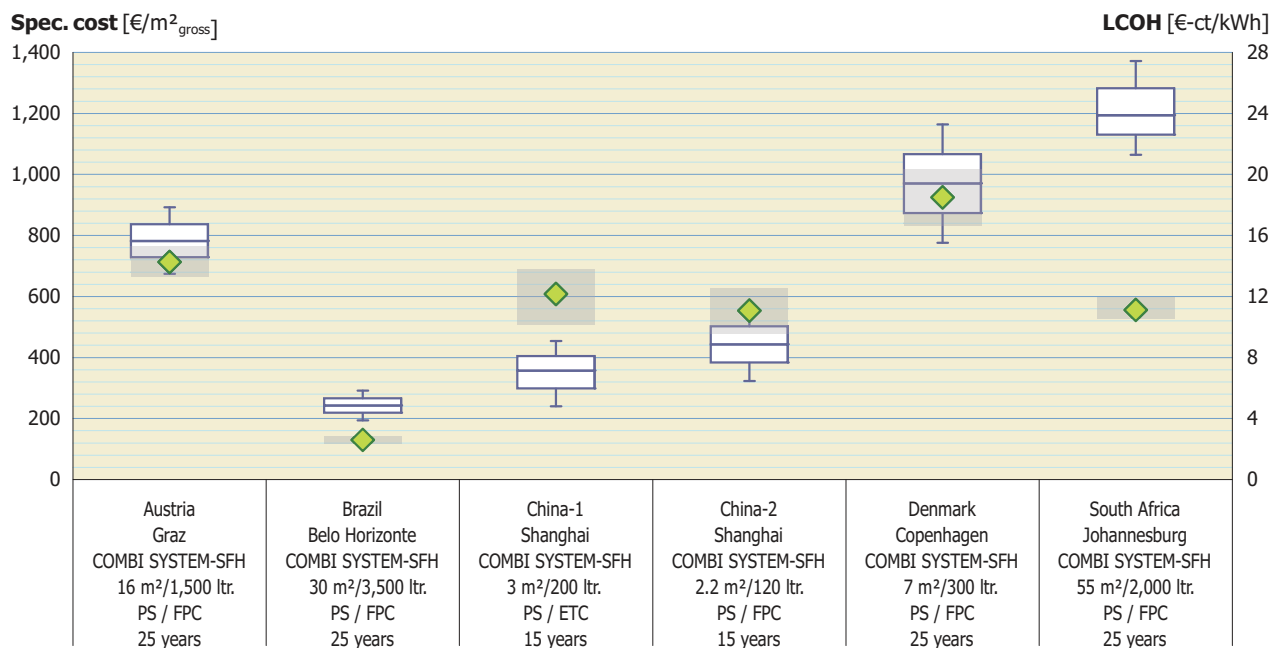 Spec. cost [€/m²gross] LCOH [€-ct/kWh]
1,400 28
1,200 24
1,000 20
800 16
600 12
400 8
200 4
0 0
Austria Brazil China-1 China-2 Denmark South Africa
Graz Belo Horizonte Shanghai Shanghai Copenhagen Johannesburg
COMBI SYSTEM-SFH COMBI SYSTEM-SFH COMBI SYSTEM-SFH COMBI SYSTEM-SFH COMBI SYSTEM-SFH COMBI SYSTEM-SFH
16 m²/1,500 ltr. 30 m²/3,500 ltr. 3 m²/200 ltr. 2.2 m²/120 ltr. 7 m²/300 ltr. 55 m²/2,000 ltr.
PS / FPC PS / FPC PS / ETC PS / FPC PS / FPC PS / FPC
25 years 25 years 15 years 15 years 25 years 25 years